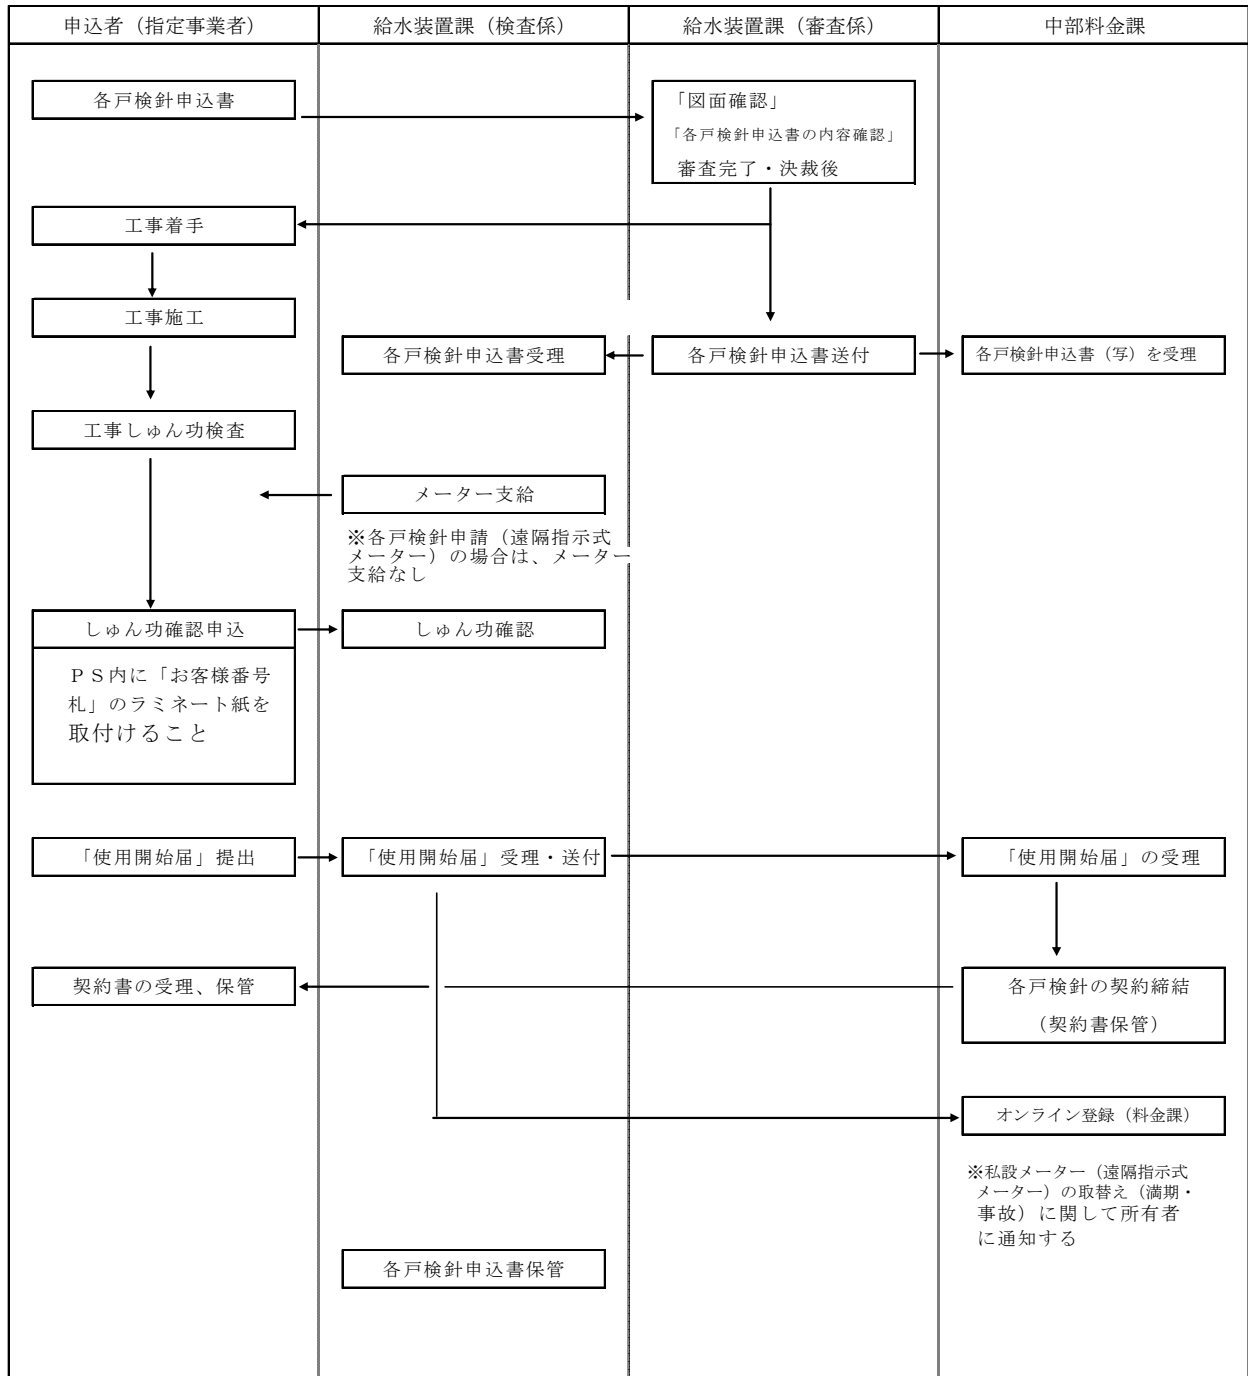 申込者（指定事業者）
給水装置課（検査係）
給水装置課（審査係）
中部料金課
各戸検針申込書
「図面確認」
「各戸検針申込書の内容確認」
審査完了・決裁後
工事着手
工事施工
各戸検針申込書受理
各戸検針申込書送付
各戸検針申込書（写）を受理
工事しゅん功検査
メーター支給
※各戸検針申請（遠隔指示式
メーター）の場合は、メーター
支給なし
しゅん功確認申込
しゅん功確認
ＰＳ内に「お客様番号
札」のラミネート紙を
取付けること
「使用開始届」提出
「使用開始届」受理・送付
「使用開始届」の受理
契約書の受理、保管
各戸検針の契約締結
（契約書保管）
オンライン登録（料金課）
※私設メーター（遠隔指示式
メーター）の取替え（満期・
事故）に関して所有者
に通知する
各戸検針申込書保管